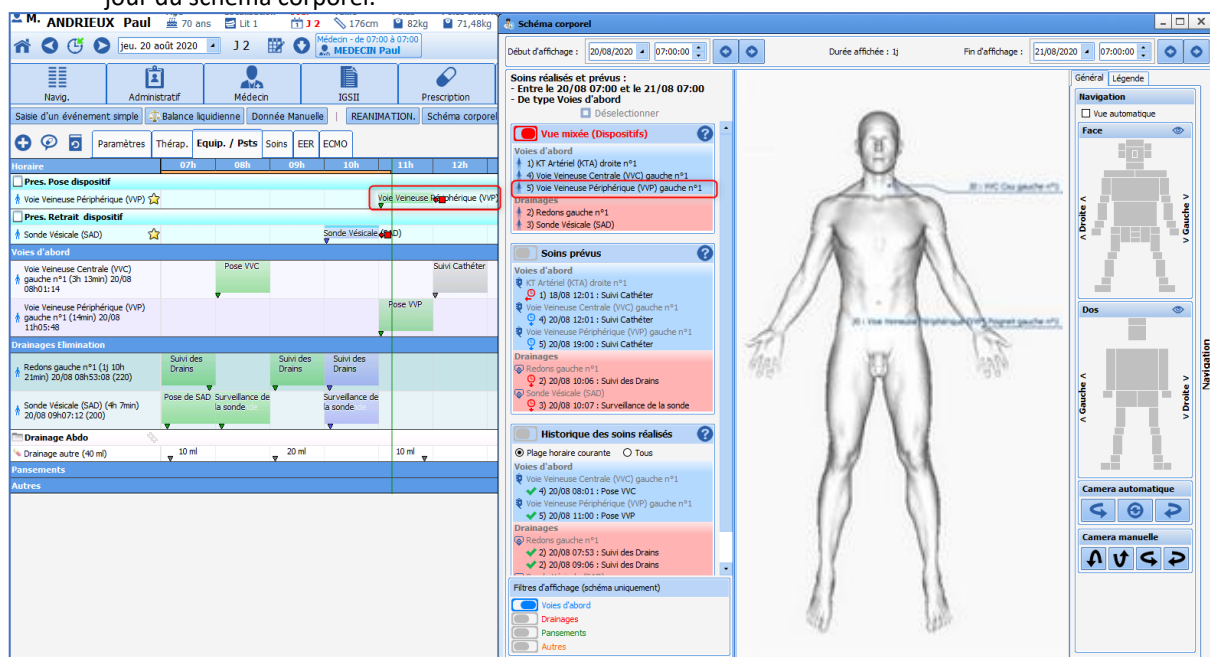 jour du schéma corporel.
M. ANDRIEUX Paul 70 ans Lit 1 J 2 176cm 82kg 71,48kg
jeu. 20 août 2020 J 2 Médecin - de 07:00 à 07:00
MEDECIN Paul
Navig. Administratif Médecin IGSII Prescription
Saisie d'un événement simple Balance liquidienne Donnée Manuelle | REANIMATION. Schéma corporel
Paramètres Thérap. Equip. / Psts Soins EER ECMO
Horaire 07h 08h 09h 10h 11h 12h
Pres. Pose dispositif
Voie Veineuse Périphérique (VVP) Voie Veineuse Périphérique (VVP)
Pres. Retrait dispositif
Sonde Vésicale (SAD) Sonde Vésicale (SAD)
Voies d'abord
Voie Veineuse Centrale (VVC)
gauche n°1 (3h 13min) 20/08
08h01:14
Pose VVC Suivi Cathéter
Voie Veineuse Périphérique (VVP)
gauche n°1 (14min) 20/08
11h05:48
Pose VVP
Drainages Elimination
Redons gauche n°1 (1j 10h
21min) 20/08 08h53:08 (220)
Suivi des
Drains
Suivi des
Drains
Suivi des
Drains
Sonde Vésicale (SAD) (4h 7min)
20/08 09h07:12 (200)
Pose de SAD
Surveillance de
la sonde
Surveillance de
la sonde
Drainage Abdo
Drainage autre (40 ml) 10 ml 20 ml 10 ml
Pansements
Autres
Schéma corporel
Début d'affichage : 20/08/2020 07:00:00 Durée affichée : 1j Fin d'affichage : 21/08/2020 07:00:00
Soins réalisés et prévus :
- Entre le 20/08 07:00 et le 21/08 07:00
- De type Voies d'abord
Déselectionner
Vue mixée (Dispositifs) ?
Voies d'abord
1) KT Artériel (KTA) droite n°1
4) Voie Veineuse Centrale (VVC) gauche n°1
5) Voie Veineuse Périphérique (VVP) gauche n°1
Drainages
2) Redons gauche n°1
3) Sonde Vésicale (SAD)
Soins prévus ?
Voies d'abord
KT Artériel (KTA) droite n°1
1) 18/08 12:01 : Suivi Cathéter
Voie Veineuse Centrale (VVC) gauche n°1
4) 20/08 12:01 : Suivi Cathéter
Voie Veineuse Périphérique (VVP) gauche n°1
5) 20/08 19:00 : Suivi Cathéter
Drainages
Redons gauche n°1
2) 20/08 10:06 : Suivi des Drains
Sonde Vésicale (SAD)
3) 20/08 10:07 : Surveillance de la sonde
Historique des soins réalisés ?
Plage horaire courante Tous
Voies d'abord
Voie Veineuse Centrale (VVC) gauche n°1
4) 20/08 08:01 : Pose VVC
Voie Veineuse Périphérique (VVP) gauche n°1
5) 20/08 11:00 : Pose VVP
Drainages
Redons gauche n°1
2) 20/08 07:53 : Suivi des Drains
2) 20/08 09:06 : Suivi des Drains
Filtres d'affichage (schéma uniquement)
Voies d'abord
Drainages
Pansements
Autres
Général Légende
Navigation
Vue automatique
Face
< Droite
Gauche >
Dos
< Gauche
Droite >
Navigation
Camera automatique
Camera manuelle